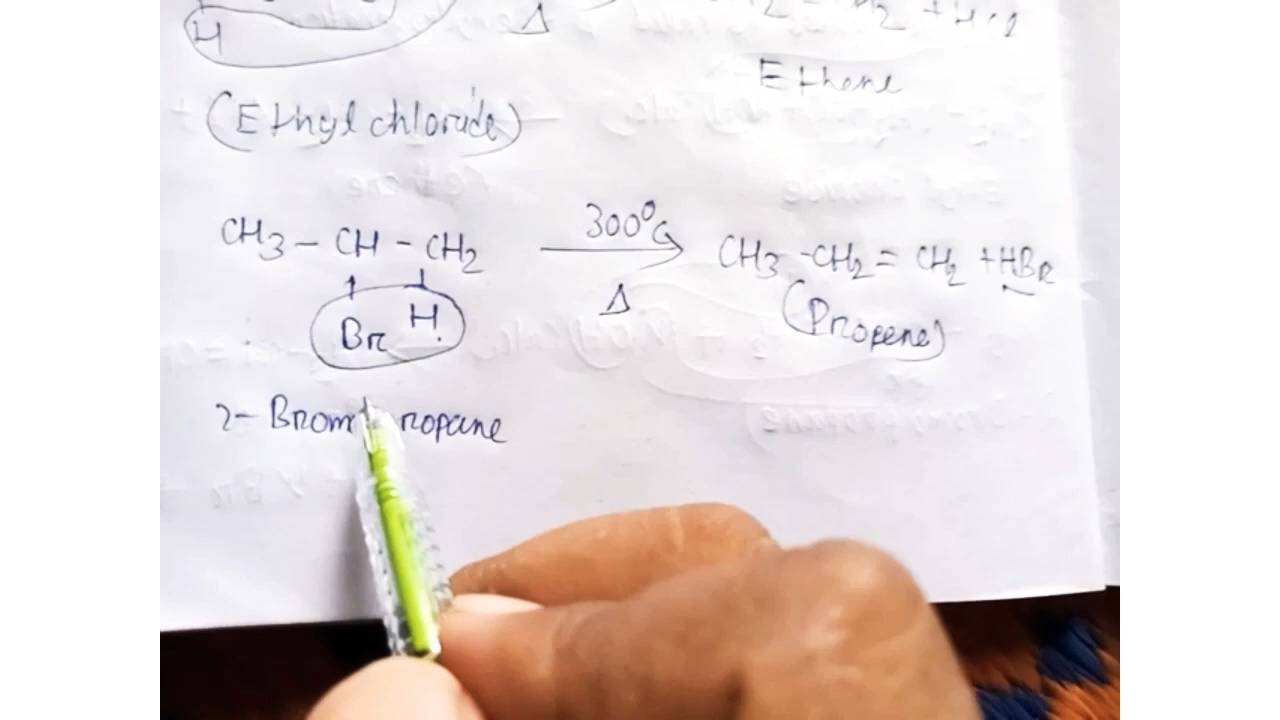 H Δ
Ethene
(Ethyl chloride)
CH3 – CH – CH2 300°C CH3 -CH2 = CH2 + HBr
Br H Δ (Propene)
2- Brom ropane